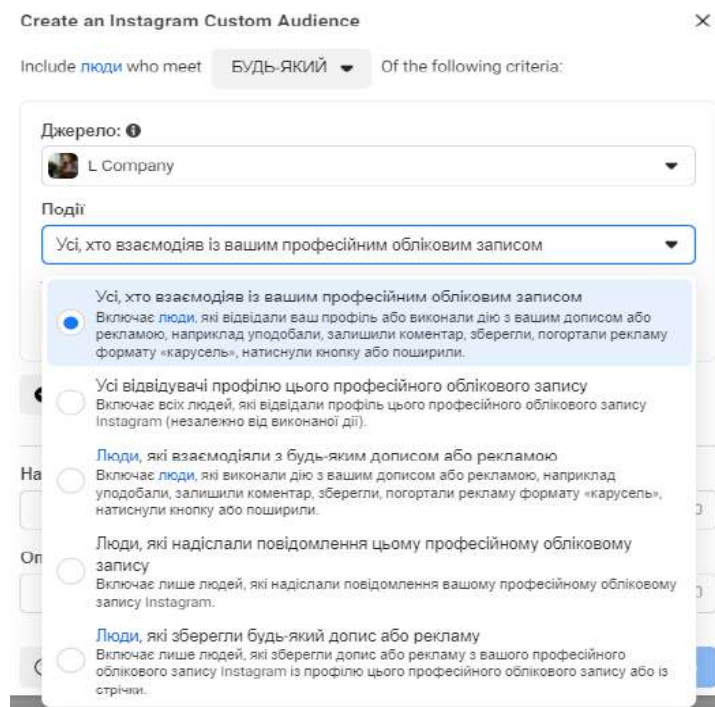 Create an Instagram Custom Audience
Include люди who meet БУДЬ-ЯКИЙ Of the following criteria:
Джерело:
L Company
Події
Усі, хто взаємодіяв із вашим професійним обліковим записом
Усі, хто взаємодіяв із вашим професійним обліковим записом
Включає люди, які відвідали ваш профіль або виконали дію з вашим дописом або
рекламою, наприклад уподобали, залишили коментар, зберегли, погортали рекламу
формату «карусель», натиснули кнопку або поширили.
Усі відвідувачі профілю цього професійного облікового запису
Включає всіх людей, які відвідали профіль цього професійного облікового запису
Instagram (незалежно від виконаної дії).
Люди, які взаємодіяли з будь-яким дописом або рекламою
Включає люди, які виконали дію з вашим дописом або рекламою, наприклад
уподобали, залишили коментар, зберегли, погортали рекламу формату «карусель»,
натиснули кнопку або поширили.
Люди, які надіслали повідомлення цьому професійному обліковому
запису
Включає лише людей, які надіслали повідомлення вашому професійному обліковому
запису Instagram.
Люди, які зберегли будь-який допис або рекламу
Включає лише людей, які зберегли допис або рекламу з вашого професійного
облікового запису Instagram із профілю цього професійного облікового запису або із
стрічки.